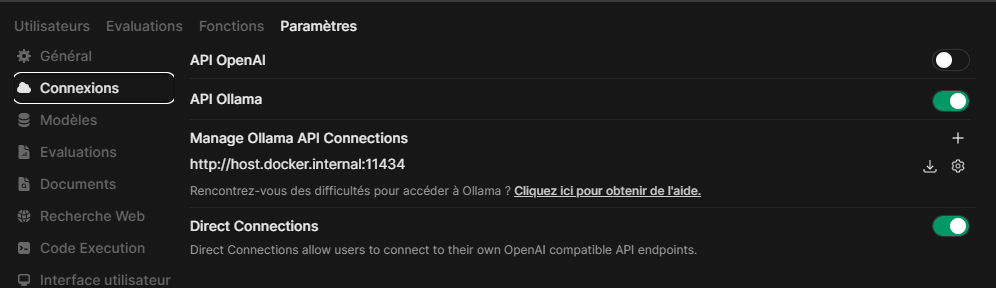 Utilisateurs Evaluations Fonctions Paramètres
Général
Connexions
Modèles
Evaluations
Documents
Recherche Web
Code Execution
Interface utilisateur
API OpenAI
API Ollama
Manage Ollama API Connections
http://host.docker.internal:11434
Rencontrez-vous des difficultés pour accéder à Ollama ? Cliquez ici pour obtenir de l'aide.
Direct Connections
Direct Connections allow users to connect to their own OpenAI compatible API endpoints.